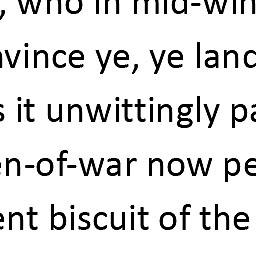 , who in mid-win
vince ye, ye lanc
s it unwittingly pa
en-of-war now pe
ent biscuit of the